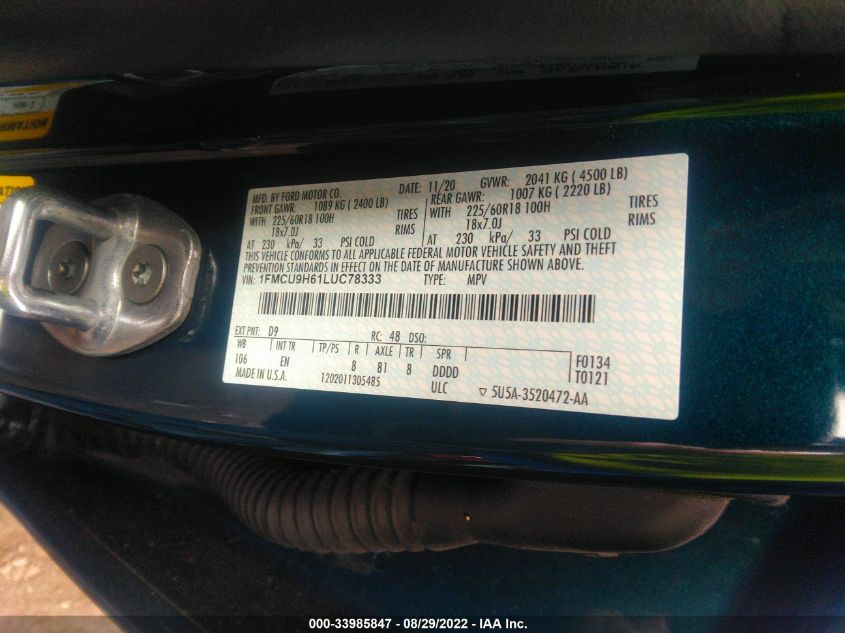 MFD. BY FORD MOTOR CO.
DATE: 11/20 GVWR: 2041 KG ( 4500 LB)
FRONT GAWR: 1089 KG ( 2400 LB)
REAR GAWR: 1007 KG ( 2220 LB)
WITH 225/60R18 100H TIRES
WITH 225/60R18 100H TIRES
18x7.0J RIMS
18x7.0J RIMS
AT 230 kPa/ 33 PSI COLD
AT 230 kPa/ 33 PSI COLD
THIS VEHICLE CONFORMS TO ALL APPLICABLE FEDERAL MOTOR VEHICLE SAFETY AND THEFT
PREVENTION STANDARDS IN EFFECT ON THE DATE OF MANUFACTURE SHOWN ABOVE.
VIN: 1FMCU9H61LUC78333 TYPE: MPV
EXT PNT: D9 RC: 48 DSO:
WB INT TR TP/PS R AXLE TR SPR
106 EN 8 81 8 DDDD
F0134
T0121
MADE IN U.S.A. 1202011305485 ULC ▽ 5U5A-3520472-AA
000-33985847 - 08/29/2022 - IAA Inc.